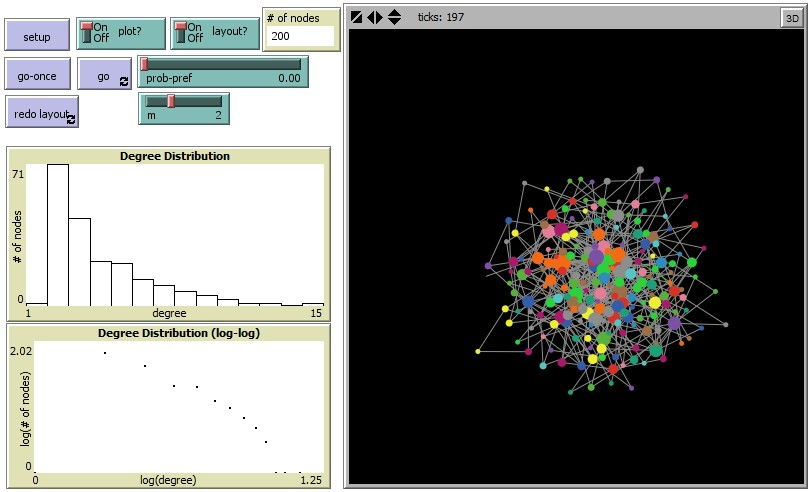 setup
On
Off
plot?
On
Off
layout?
# of nodes
200
go-once
go
prob-pref 0.00
redo layout
m 2
Degree Distribution
71
# of nodes
0
1 degree 15
Degree Distribution (log-log)
2.02
log(# of nodes)
0
0 log(degree) 1.25
ticks: 197
3D